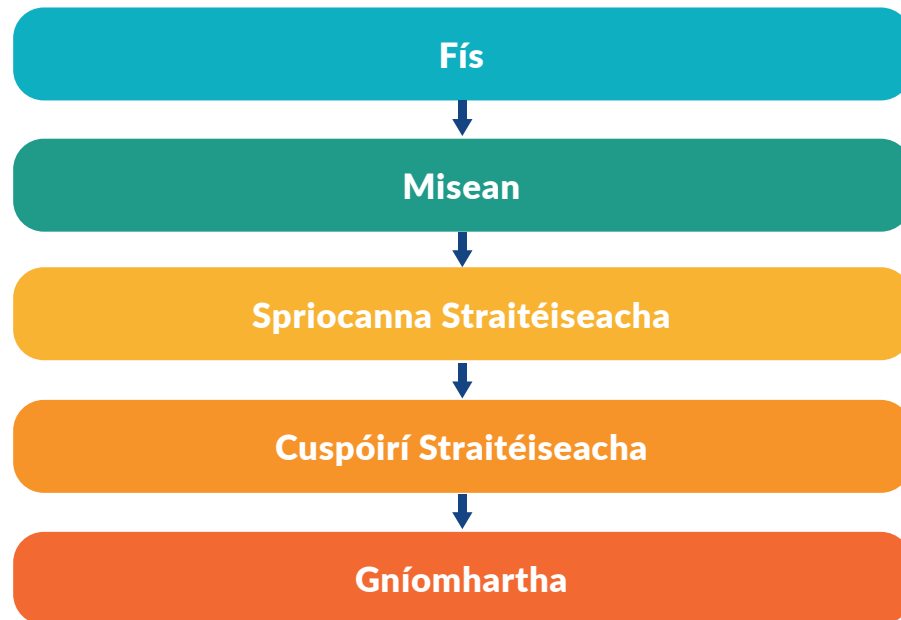 Fís
Misean
Spriocanna Straitéiseacha
Cuspóirí Straitéiseacha
Gníomhartha